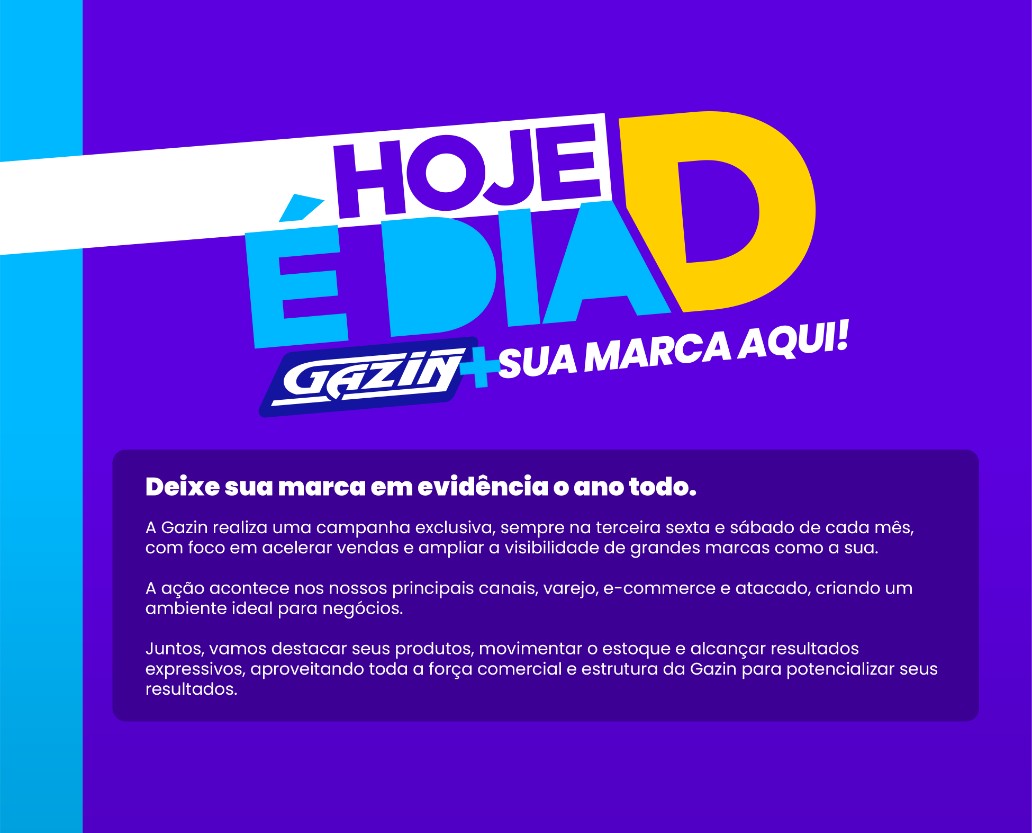 HOJE
É DIA D
GAZIN + SUA MARCA AQUI!
Deixe sua marca em evidência o ano todo.
A Gazin realiza uma campanha exclusiva, sempre na terceira sexta e sábado de cada mês,
com foco em acelerar vendas e ampliar a visibilidade de grandes marcas como a sua.
A ação acontece nos nossos principais canais, varejo, e-commerce e atacado, criando um
ambiente ideal para negócios.
Juntos, vamos destacar seus produtos, movimentar o estoque e alcançar resultados
expressivos, aproveitando toda a força comercial e estrutura da Gazin para potencializar seus
resultados.